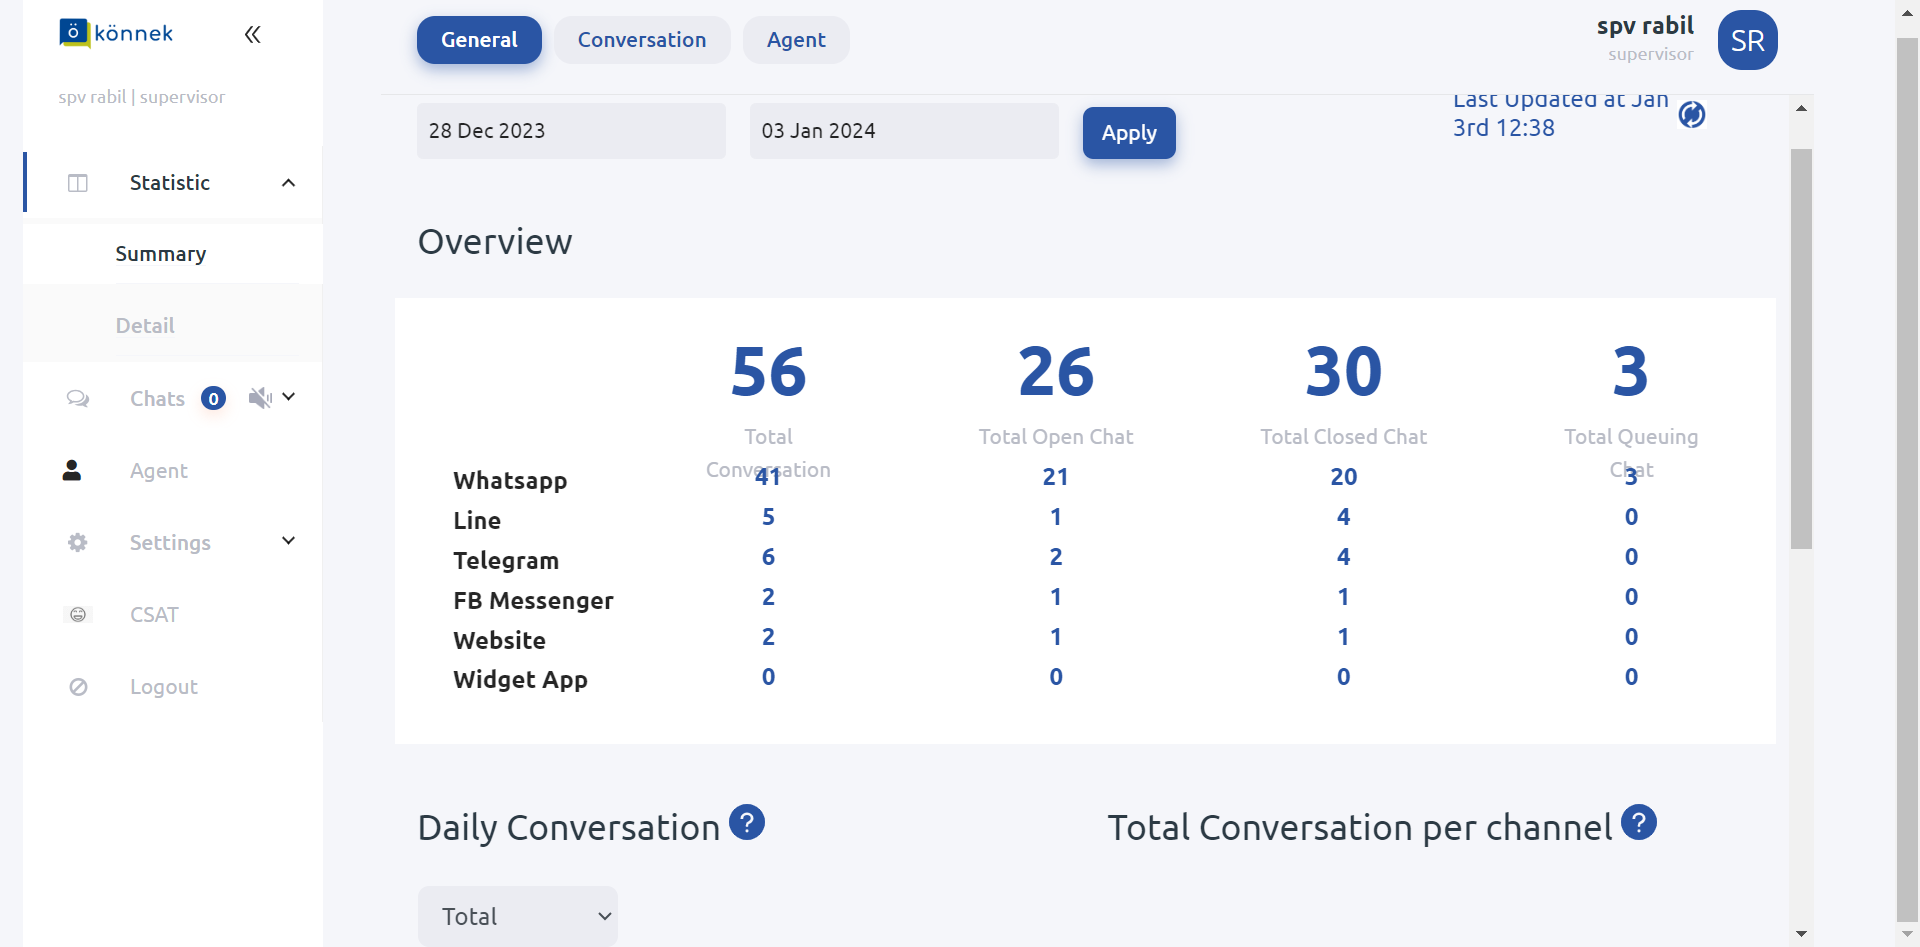 ö könnek
spv rabil | supervisor
Statistic
Summary
Detail
Chats 0
Agent
Settings
CSAT
Logout
General Conversation Agent
spv rabil
supervisor
SR
28 Dec 2023 03 Jan 2024 Apply
Last Updated at Jan
3rd 12:38
Overview
56 26 30 3
Total
Conversation
Total Open Chat
Total Closed Chat
Total Queuing
Chat
Whatsapp 41 21 20 3
Line 5 1 4 0
Telegram 6 2 4 0
FB Messenger 2 1 1 0
Website 2 1 1 0
Widget App 0 0 0 0
Daily Conversation ?
Total Conversation per channel ?
Total